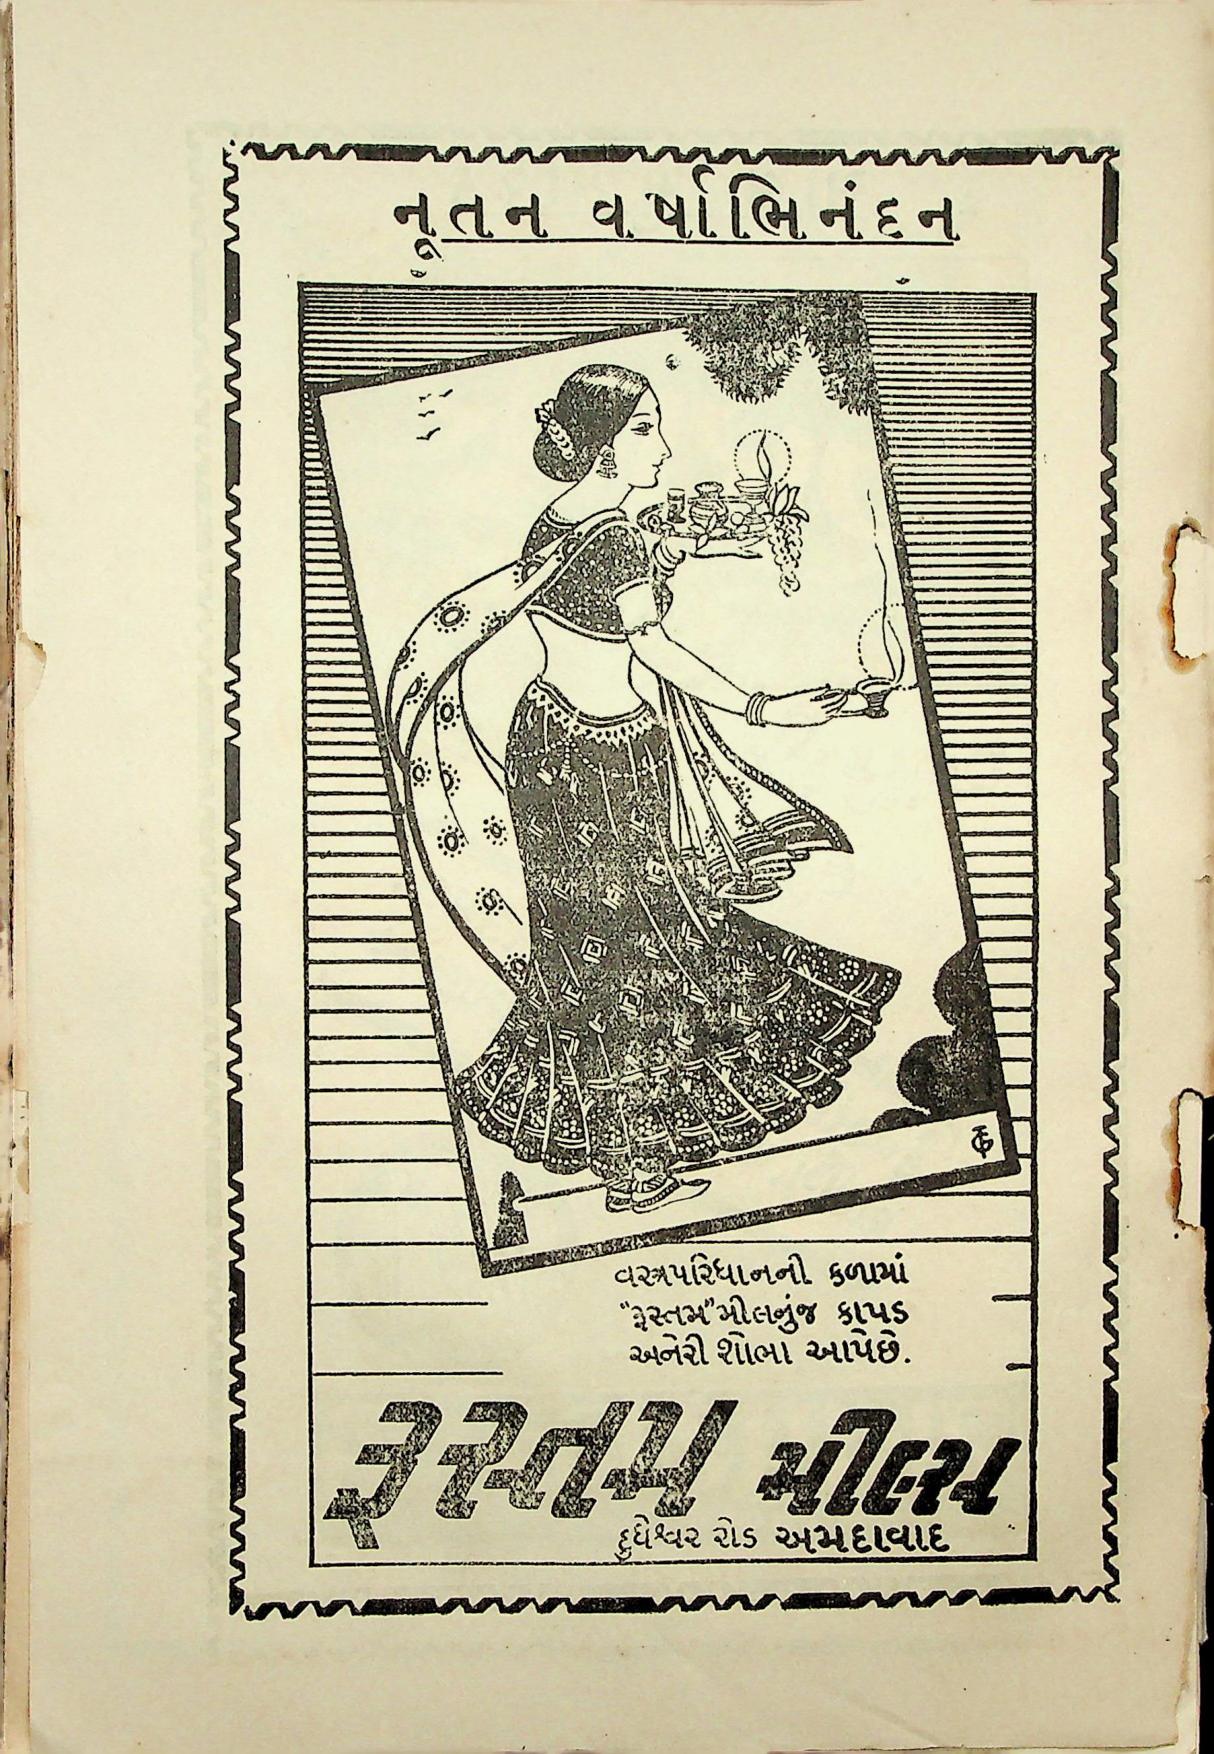 નૂતન વર્ષાભિનંદન
વસ્ત્રપરિધાનની કળામાં
"રૂસ્તમ" મીલનુંજ કાપડ
અનેરી શોભા આપેછે.
રૂસ્તમ મીલ્સ
દુધેશ્વર રોડ અમદાવાદ